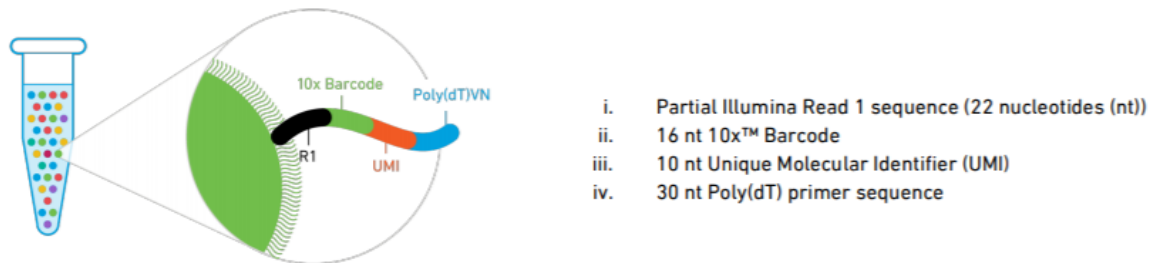 10x Barcode
Poly(dT)VN
R1
UMI
i. Partial Illumina Read 1 sequence (22 nucleotides (nt))
ii. 16 nt 10x™ Barcode
iii. 10 nt Unique Molecular Identifier (UMI)
iv. 30 nt Poly(dT) primer sequence